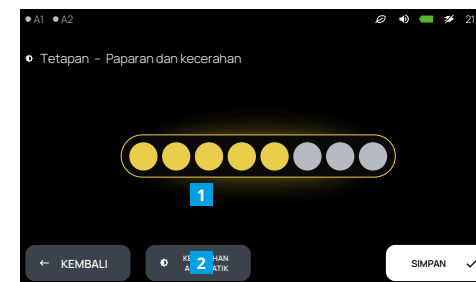 A1 A2 21
Tetapan – Paparan dan kecerahan
1
← KEMBALI
2
SIMPAN